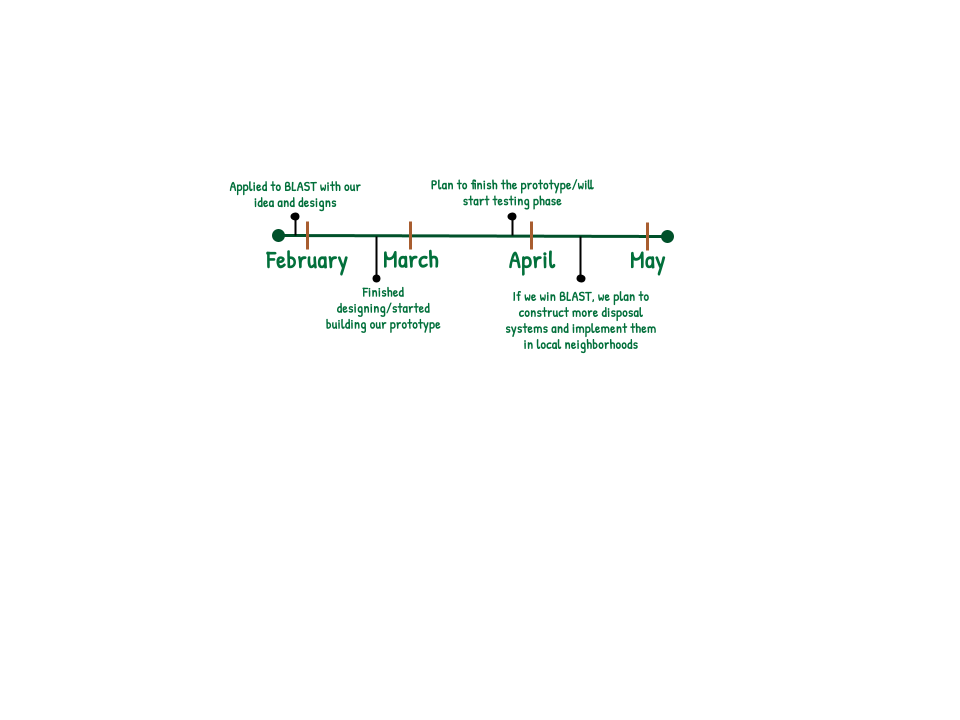 Applied to BLAST with our
idea and designs
Plan to finish the prototype/will
start testing phase
February
March
April
May
Finished
designing/started
building our prototype
If we win BLAST, we plan to
construct more disposal
systems and implement them
in local neighborhoods